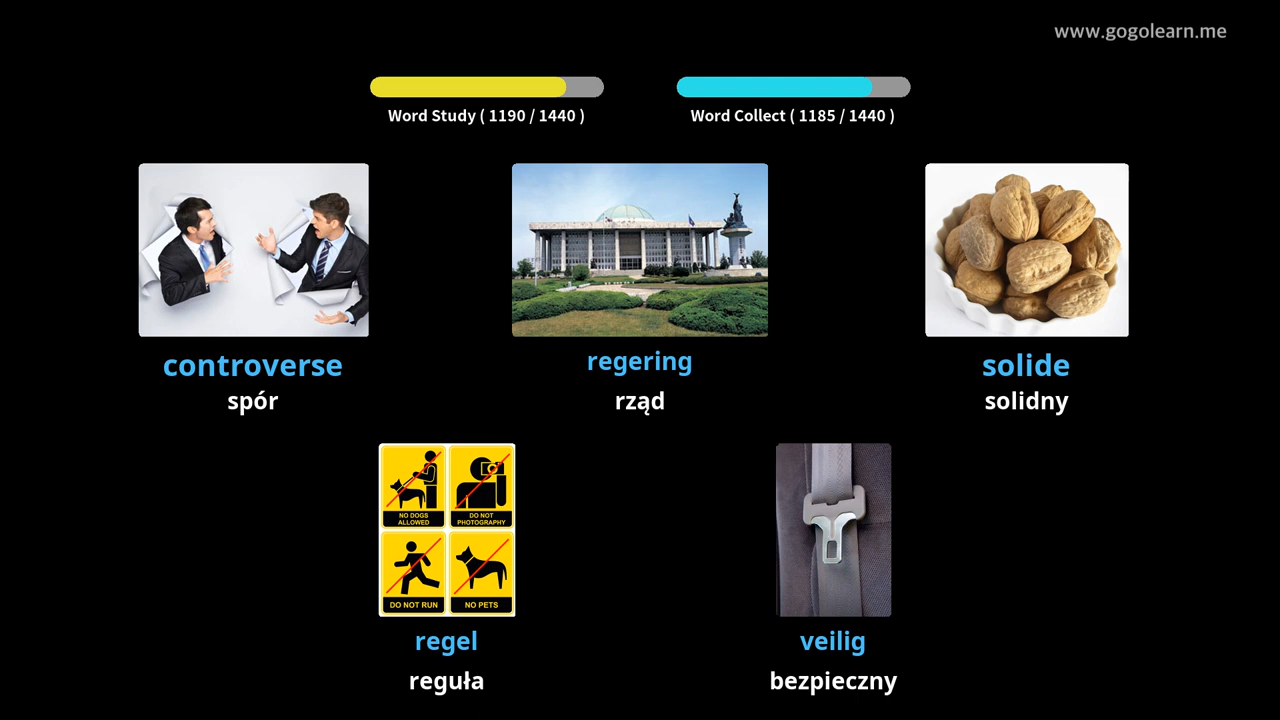 www.gogolearn.me
Word Study ( 1190 / 1440 )
Word Collect ( 1185 / 1440 )
controverse
spór
regering
rząd
solide
solidny
NO DOGS
ALLOWED
DO NOT
PHOTOGRAPHY
DO NOT RUN
NO PETS
regel
reguła
veilig
bezpieczny